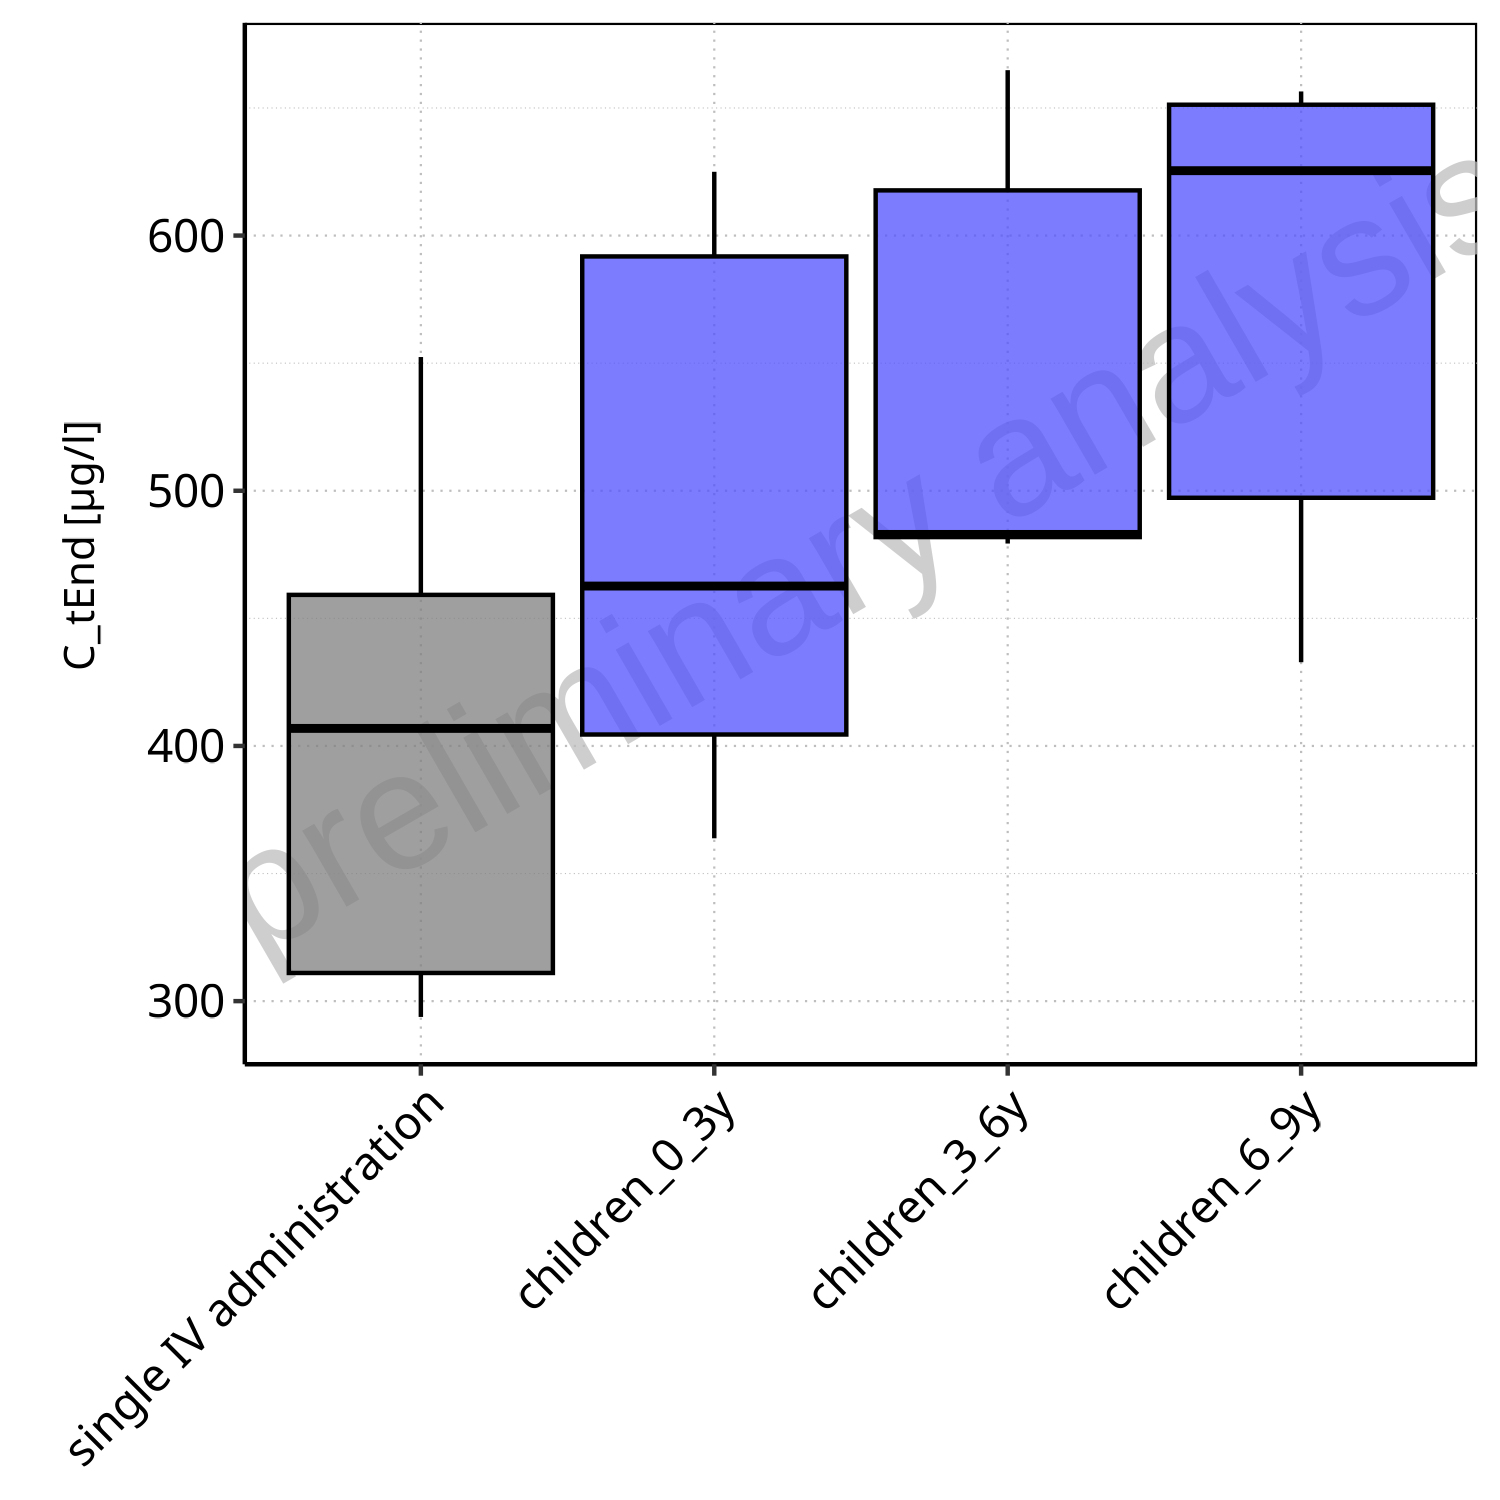 600
500
400
300
C_tEnd [µg/l]
preliminary analysis
single IV administration
children_0_3y
children_3_6y
children_6_9y